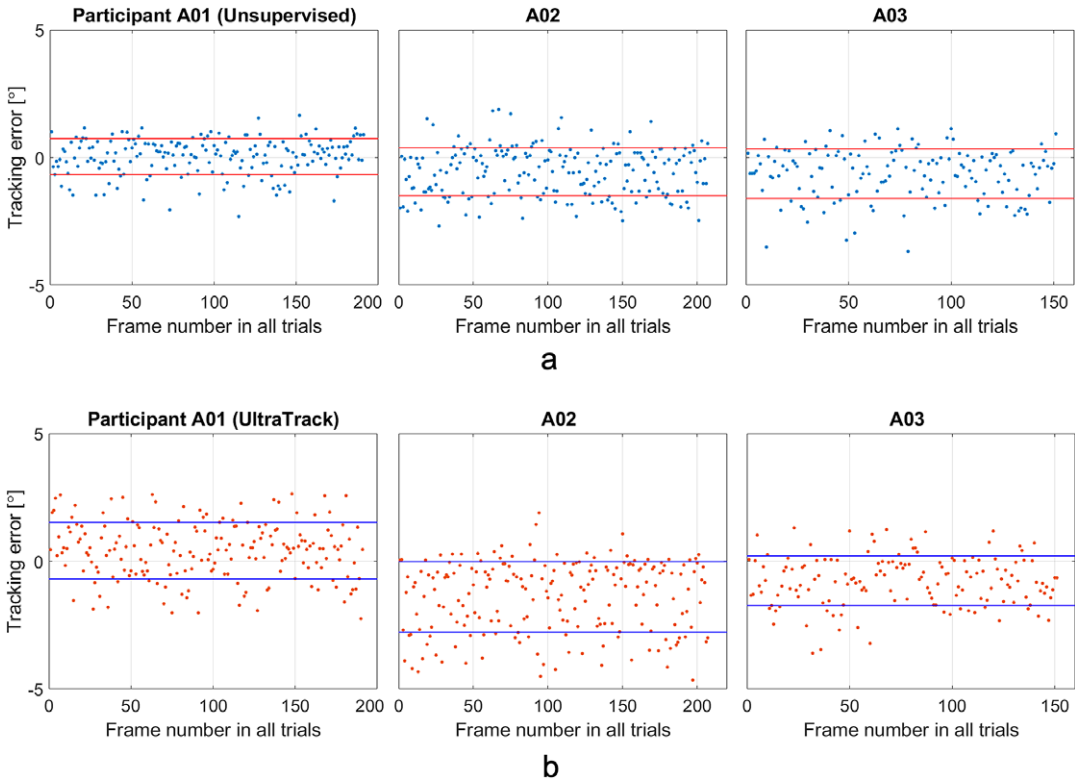 Participant A01 (Unsupervised) A02 A03
5
0
-5
Tracking error [°]
0 50 100 150 200 0 50 100 150 200 50 100 150
Frame number in all trials Frame number in all trials Frame number in all trials
a
Participant A01 (UltraTrack) A02 A03
5
0
-5
Tracking error [°]
0 50 100 150 200 0 50 100 150 200 0 50 100 150
Frame number in all trials Frame number in all trials Frame number in all trials
b